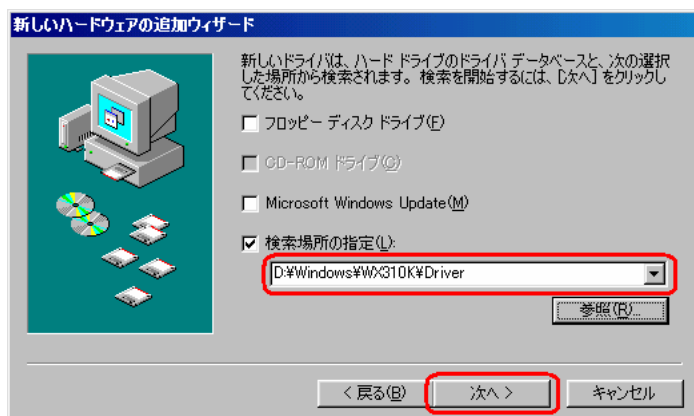 新しいハードウェアの追加ウィザード
新しいドライバは、ハード ドライブのドライバ データベースと、次の選択
した場所から検索されます。検索を開始するには、[次へ] をクリックし
てください。
フロッピー ディスク ドライブ(F)
CD-ROM ドライブ(C)
Microsoft Windows Update(M)
検索場所の指定(L):
D:¥Windows¥WX310K¥Driver
参照(R)...
< 戻る(B)
次へ >
キャンセル